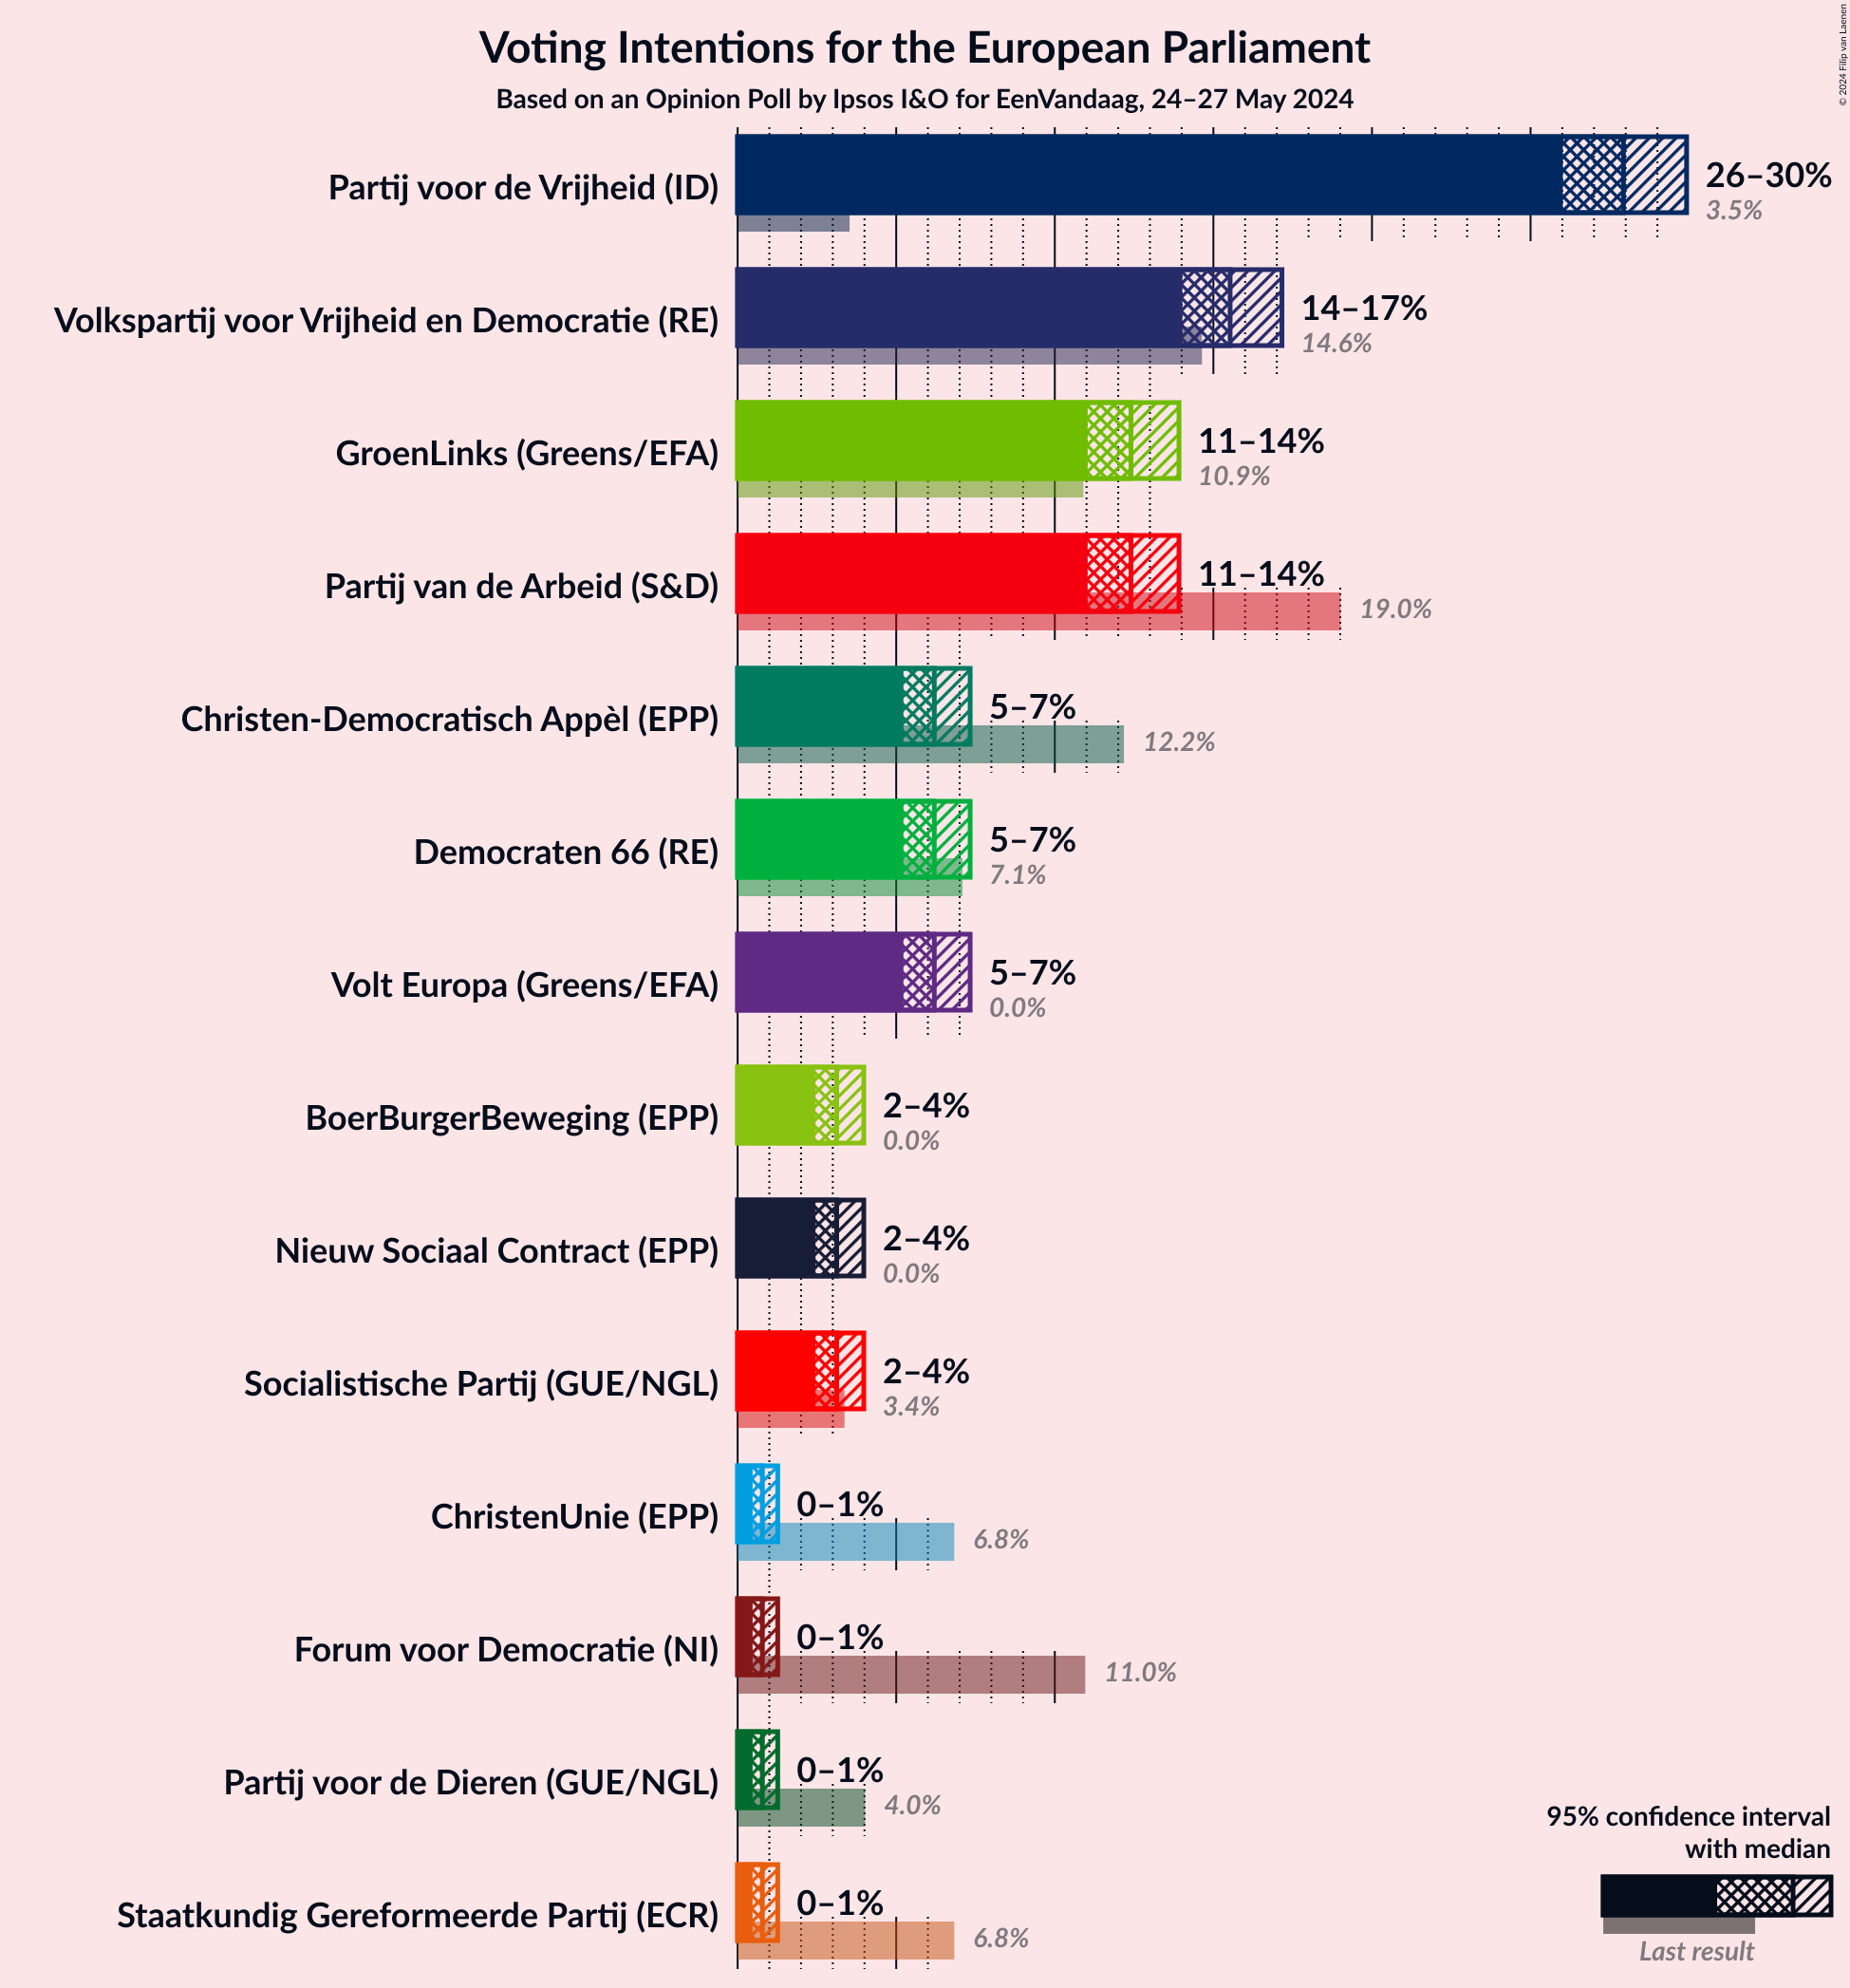 Voting Intentions for the European Parliament
Based on an Opinion Poll by Ipsos I&O for EenVandaag, 24–27 May 2024
© 2024 Filip van Laenen
Partij voor de Vrijheid (ID)
26–30%
3.5%
Volkspartij voor Vrijheid en Democratie (RE)
14–17%
14.6%
GroenLinks (Greens/EFA)
11–14%
10.9%
Partij van de Arbeid (S&D)
11–14%
19.0%
Christen-Democratisch Appèl (EPP)
5–7%
12.2%
Democraten 66 (RE)
5–7%
7.1%
Volt Europa (Greens/EFA)
5–7%
0.0%
BoerBurgerBeweging (EPP)
2–4%
0.0%
Nieuw Sociaal Contract (EPP)
2–4%
0.0%
Socialistische Partij (GUE/NGL)
2–4%
3.4%
ChristenUnie (EPP)
0–1%
6.8%
Forum voor Democratie (NI)
0–1%
11.0%
Partij voor de Dieren (GUE/NGL)
0–1%
4.0%
Staatkundig Gereformeerde Partij (ECR)
0–1%
6.8%
95% confidence interval
with median
Last result